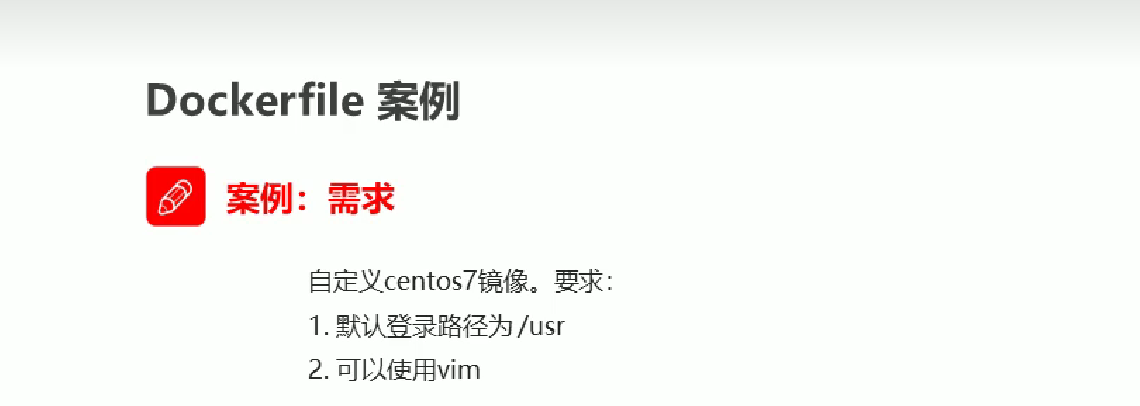 Dockerfile 案例
案例：需求
自定义centos7镜像。要求：
1. 默认登录路径为 /usr
2. 可以使用vim